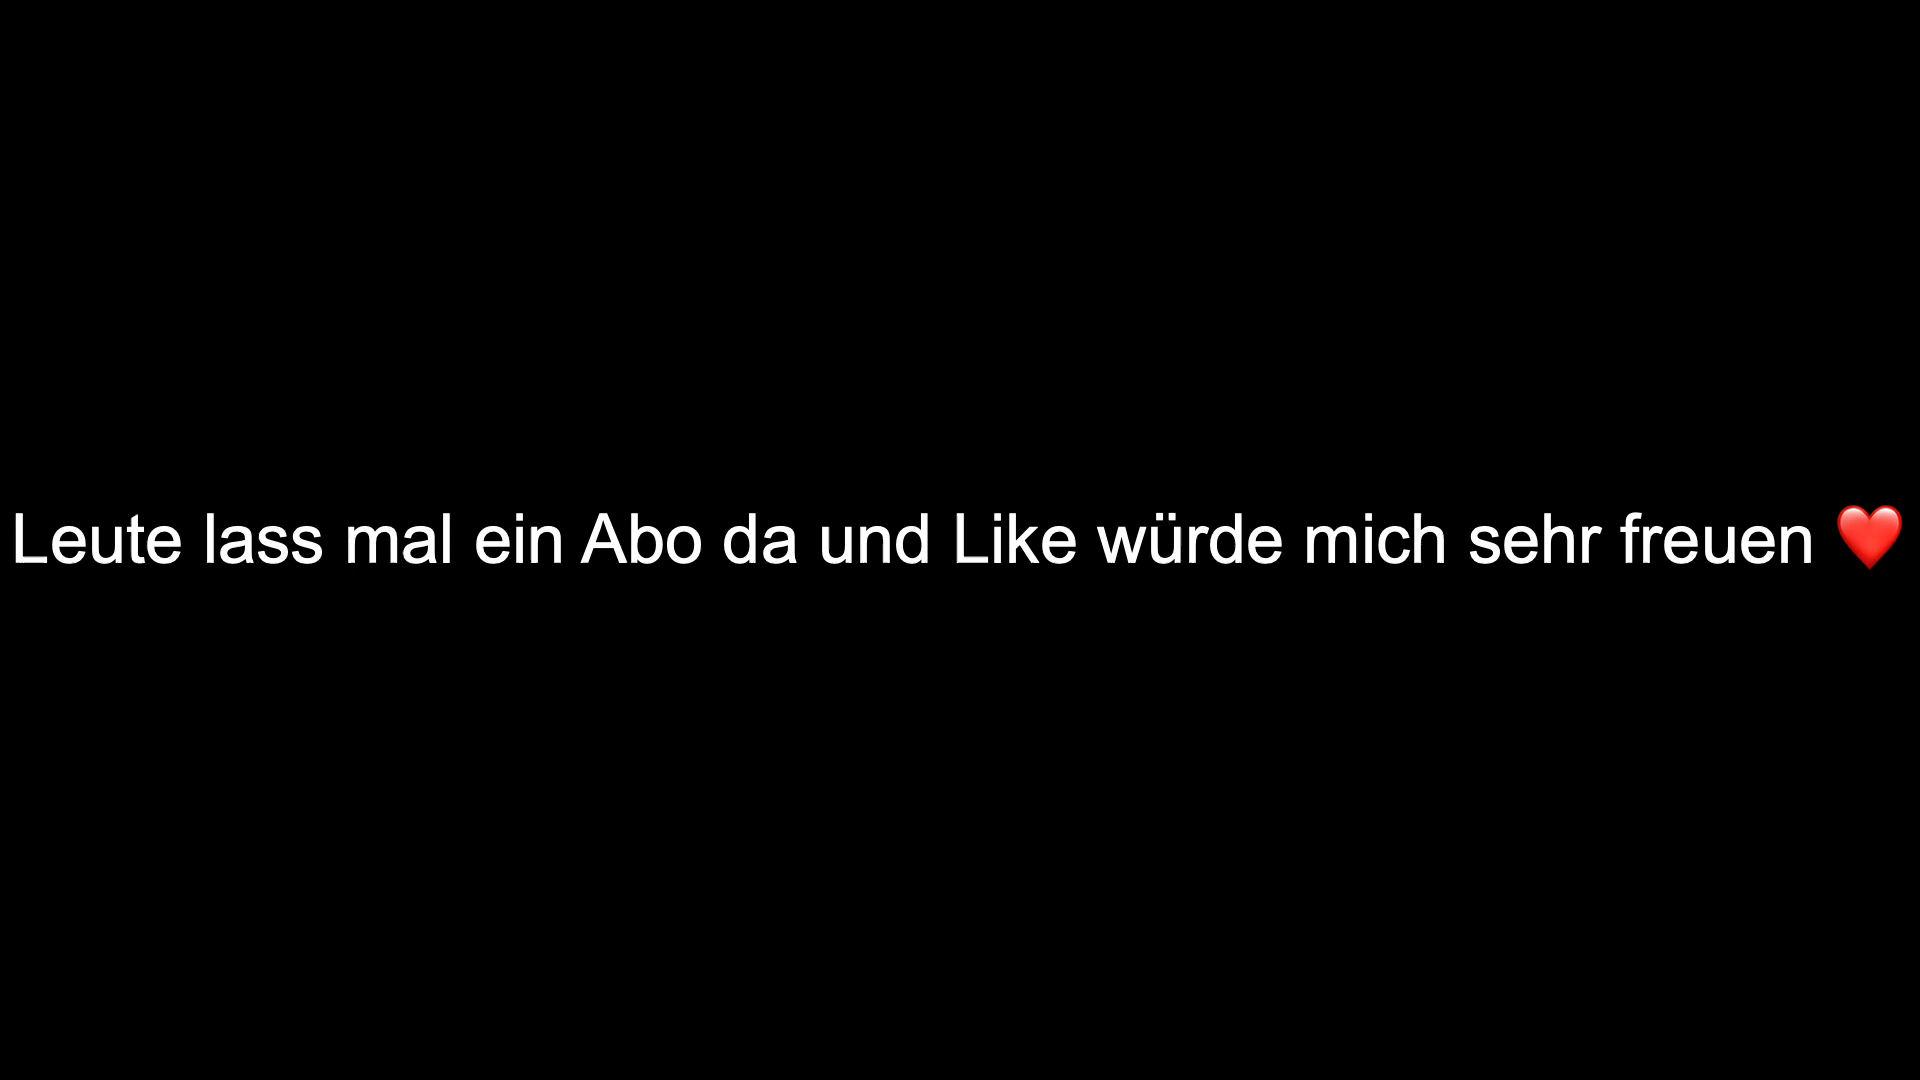 Leute lass mal ein Abo da und Like würde mich sehr freuen ❤️